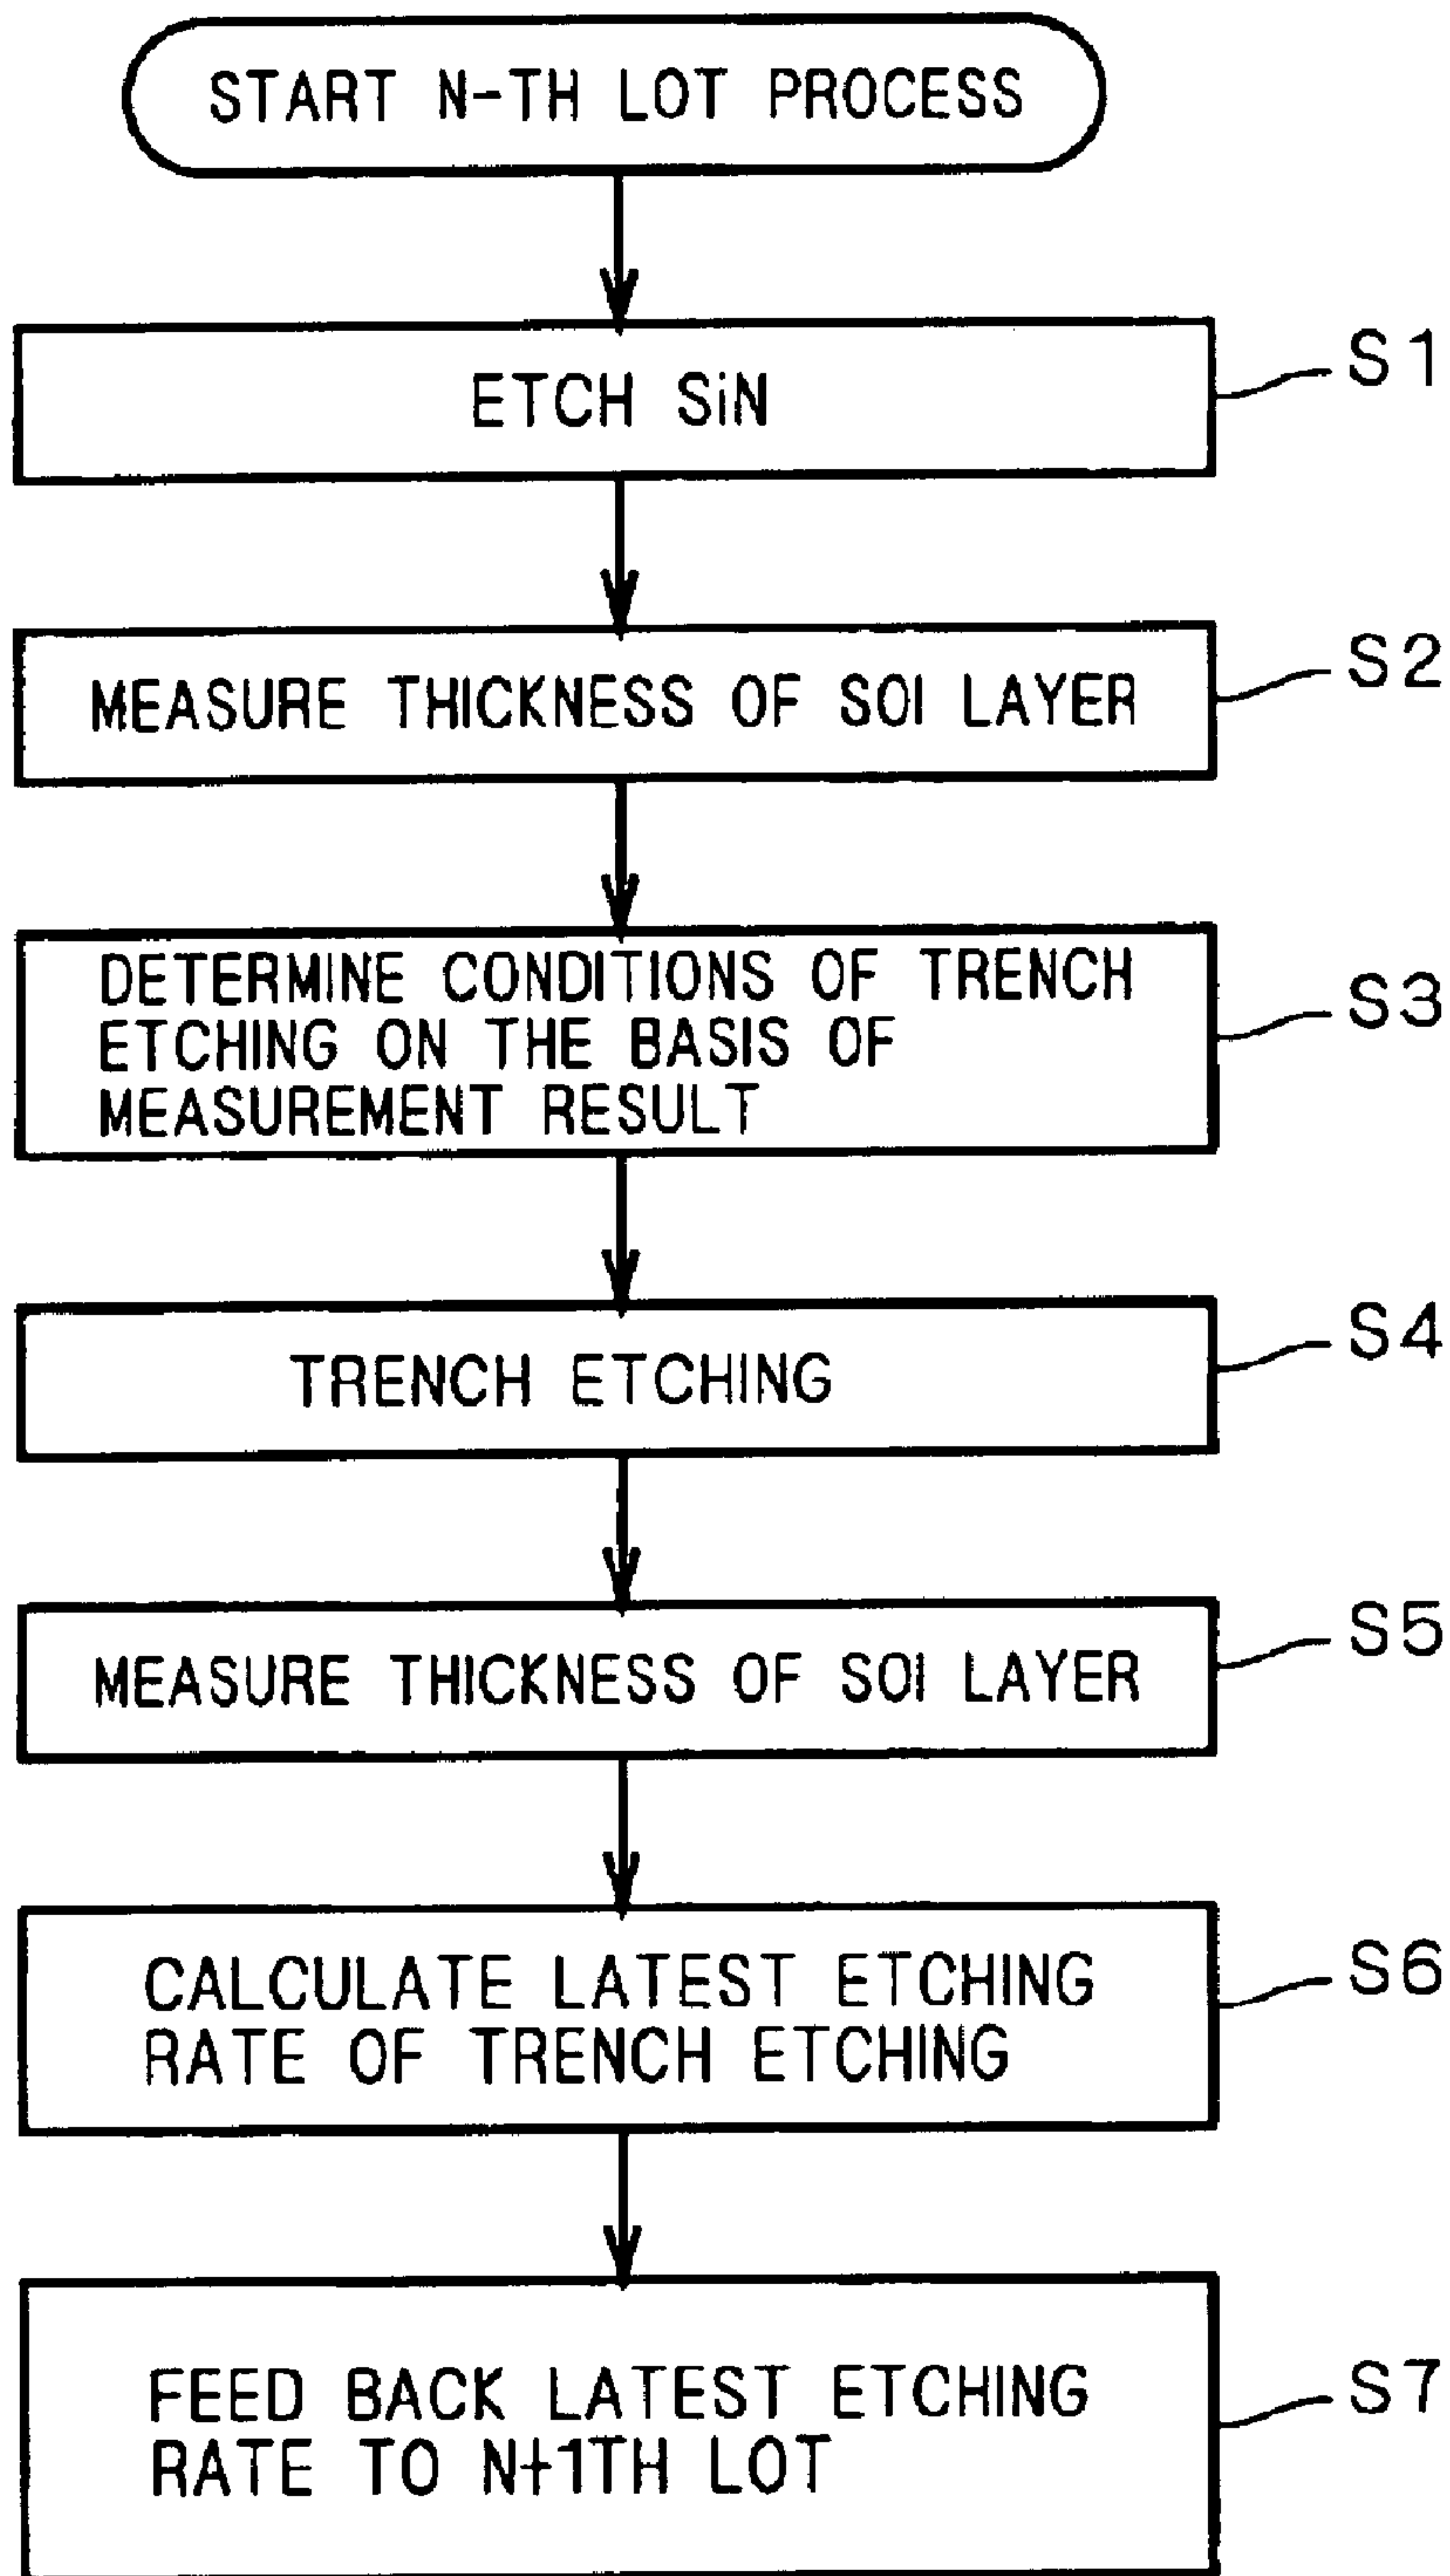 START N-TH LOT PROCESS
ETCH SiN
S1
MEASURE THICKNESS OF SOI LAYER
S2
DETERMINE CONDITIONS OF TRENCH
ETCHING ON THE BASIS OF
MEASUREMENT RESULT
S3
TRENCH ETCHING
S4
MEASURE THICKNESS OF SOI LAYER
S5
CALCULATE LATEST ETCHING
RATE OF TRENCH ETCHING
S6
FEED BACK LATEST ETCHING
RATE TO N+1TH LOT
S7